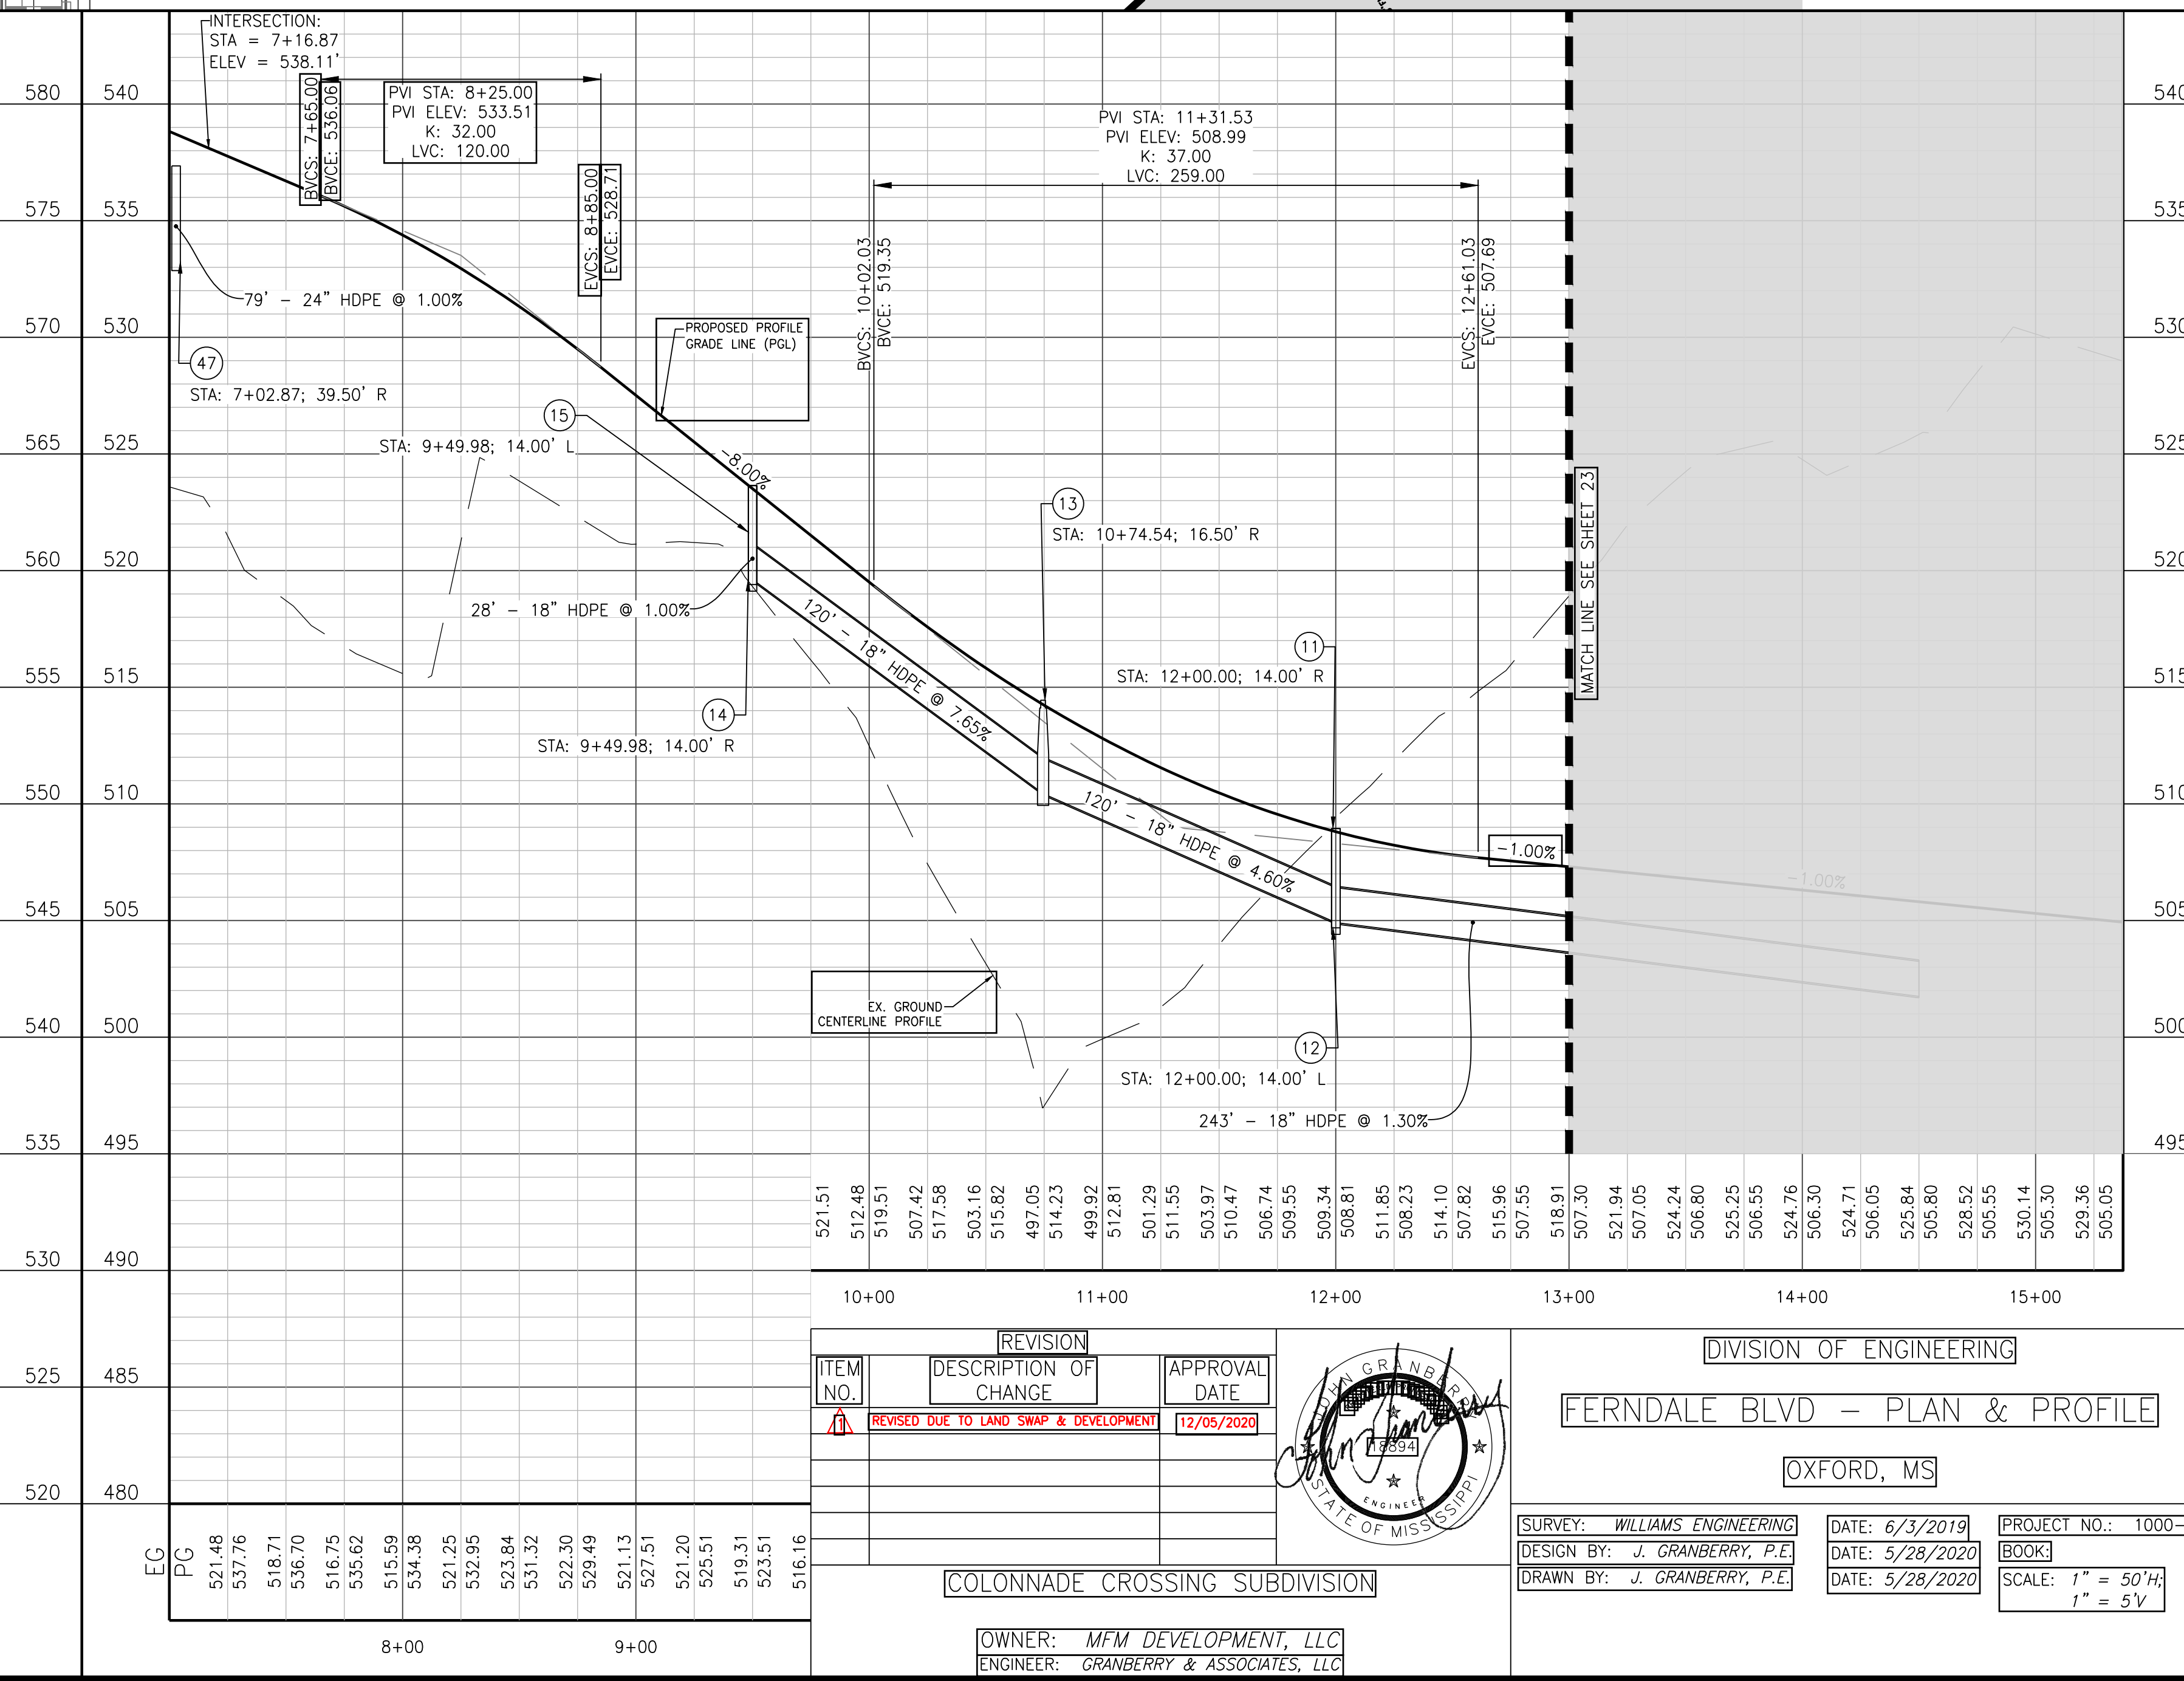 INTERSECTION:
STA = 7+16.87
ELEV = 538.11'
BVCS: 7+65.00
BVCE: 536.06
PVI STA: 8+25.00
PVI ELEV: 533.51
K: 32.00
LVC: 120.00
EVCS: 8+85.00
EVCE: 528.71
PVI STA: 11+31.53
PVI ELEV: 508.99
K: 37.00
LVC: 259.00
BVCS: 10+02.03
BVCE: 519.35
EVCS: 12+61.03
EVCE: 507.69
580 540
575 535
570 530
565 525
560 520
555 515
550 510
545 505
540 500
535 495
530 490
525 485
520 480
79' - 24" HDPE @ 1.00%
47
STA: 7+02.87; 39.50' R
PROPOSED PROFILE
GRADE LINE (PGL)
15
STA: 9+49.98; 14.00' L
-8.00%
13
STA: 10+74.54; 16.50' R
28' - 18" HDPE @ 1.00%
120' - 18" HDPE @ 7.65%
14
STA: 9+49.98; 14.00' R
11
STA: 12+00.00; 14.00' R
120' - 18" HDPE @ 4.60%
-1.00%
-1.00%
MATCH LINE SEE SHEET 23
EX. GROUND
CENTERLINE PROFILE
12
STA: 12+00.00; 14.00' L
243' - 18" HDPE @ 1.30%
535
530
525
520
515
505
495
521.51
512.48
519.51
507.42
517.58
503.16
515.82
497.05
514.23
499.92
512.81
501.29
511.55
503.97
510.47
506.74
509.55
509.34
508.81
511.85
508.23
514.10
507.82
515.96
507.55
518.91
507.30
521.94
507.05
524.24
506.80
525.25
506.55
524.76
506.30
524.71
506.05
525.84
505.80
528.52
505.55
530.14
505.30
529.36
505.05
10+00 11+00 12+00 13+00 14+00 15+00
EG
PG
521.48
537.76
518.71
536.70
516.75
535.62
515.59
534.38
521.25
532.95
523.84
531.32
522.30
529.49
521.13
527.51
521.20
525.51
519.31
523.51
516.16
8+00 9+00
REVISION
ITEM NO.
DESCRIPTION OF CHANGE
APPROVAL DATE
1 REVISED DUE TO LAND SWAP & DEVELOPMENT 12/05/2020
JOHN GRANBERRY
18894
ENGINEER
STATE OF MISSISSIPPI
COLONNADE CROSSING SUBDIVISION
OWNER: MFM DEVELOPMENT, LLC
ENGINEER: GRANBERRY & ASSOCIATES, LLC
DIVISION OF ENGINEERING
FERNDALE BLVD - PLAN & PROFILE
OXFORD, MS
SURVEY: WILLIAMS ENGINEERING DATE: 6/3/2019
DESIGN BY: J. GRANBERRY, P.E. DATE: 5/28/2020
DRAWN BY: J. GRANBERRY, P.E. DATE: 5/28/2020
PROJECT NO.: 1000-
BOOK:
SCALE: 1" = 50'H;
1" = 5'V